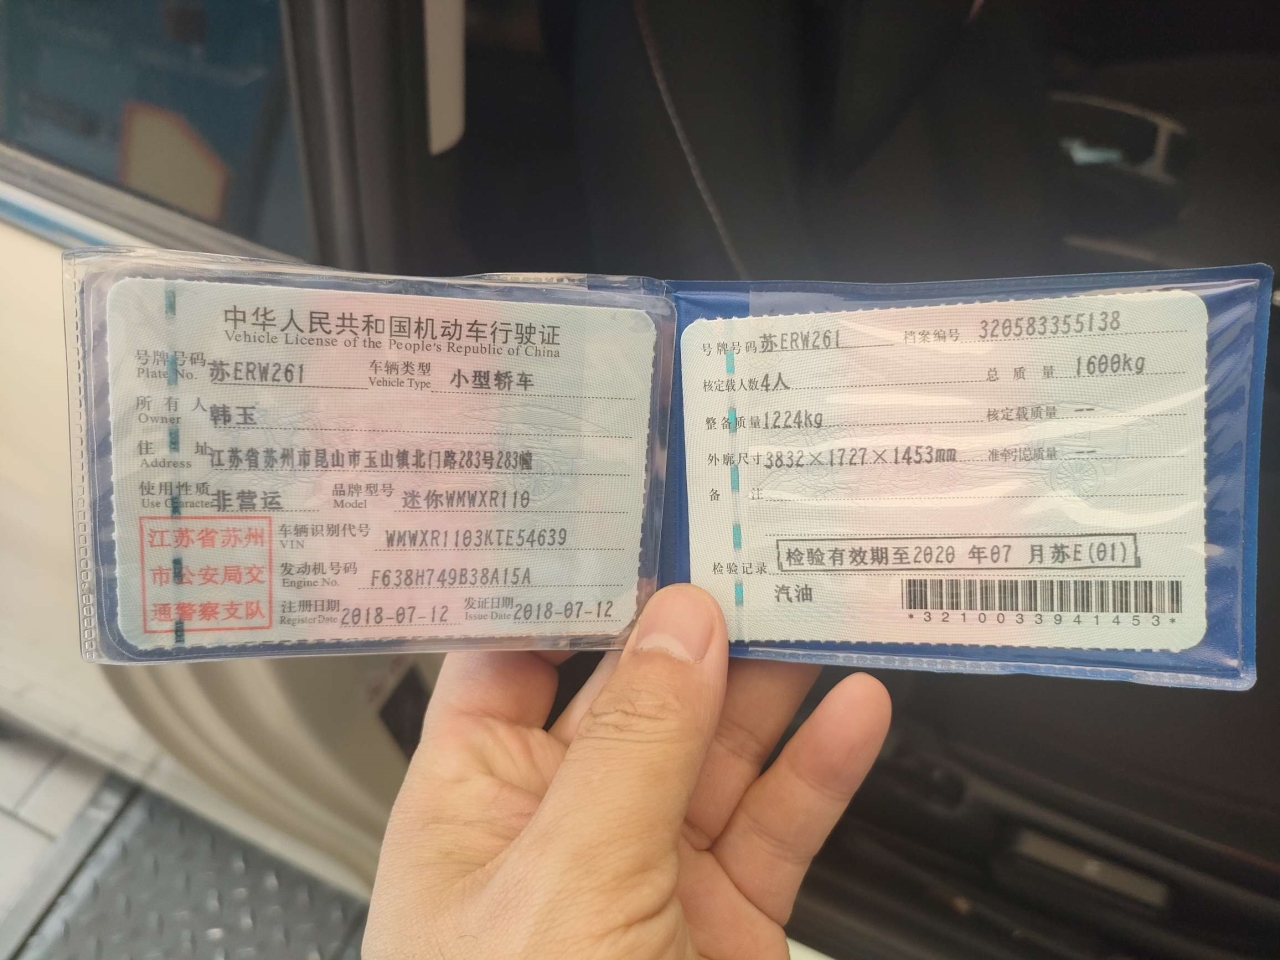 中华人民共和国机动车行驶证
Vehicle License of the People's Republic of China
号牌号码 苏ERW261 车辆类型 小型轿车
Plate No. Vehicle Type
所有人 韩玉
Owner
住址 江苏省苏州市昆山市玉山镇北门路283号283幢
Address
使用性质 非营运 品牌型号 迷你WMWXR110
Use Character Model
江苏省苏州
市公安局交
通警察支队
车辆识别代号 WMWXR1103KTE54639
VIN
发动机号码 F638H749B38A15A
Engine No.
注册日期 2018-07-12 发证日期 2018-07-12
Register Date Issue Date
号牌号码 苏ERW261 档案编号 320583355138
核定载人数 4人 总质量 1600kg
整备质量 1224kg 核定载质量 --
外廓尺寸 3832×1727×1453mm 准牵引总质量 --
备注
检验记录 检验有效期至2020 年07 月苏E(01)
汽油
*3210033941453*